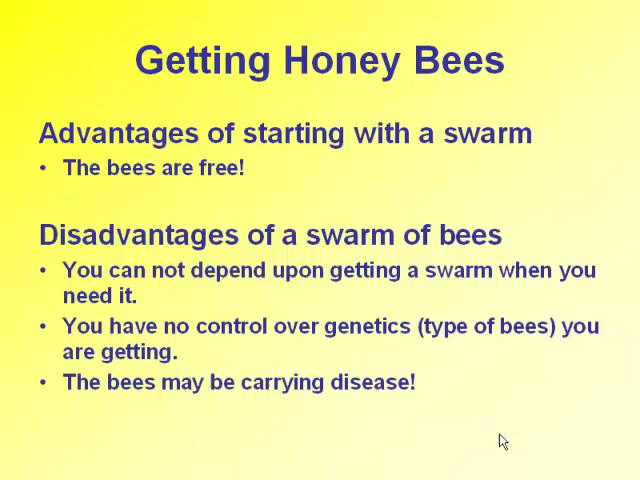 Getting Honey Bees
Advantages of starting with a swarm
• The bees are free!
Disadvantages of a swarm of bees
• You can not depend upon getting a swarm when you
need it.
• You have no control over genetics (type of bees) you
are getting.
• The bees may be carrying disease!